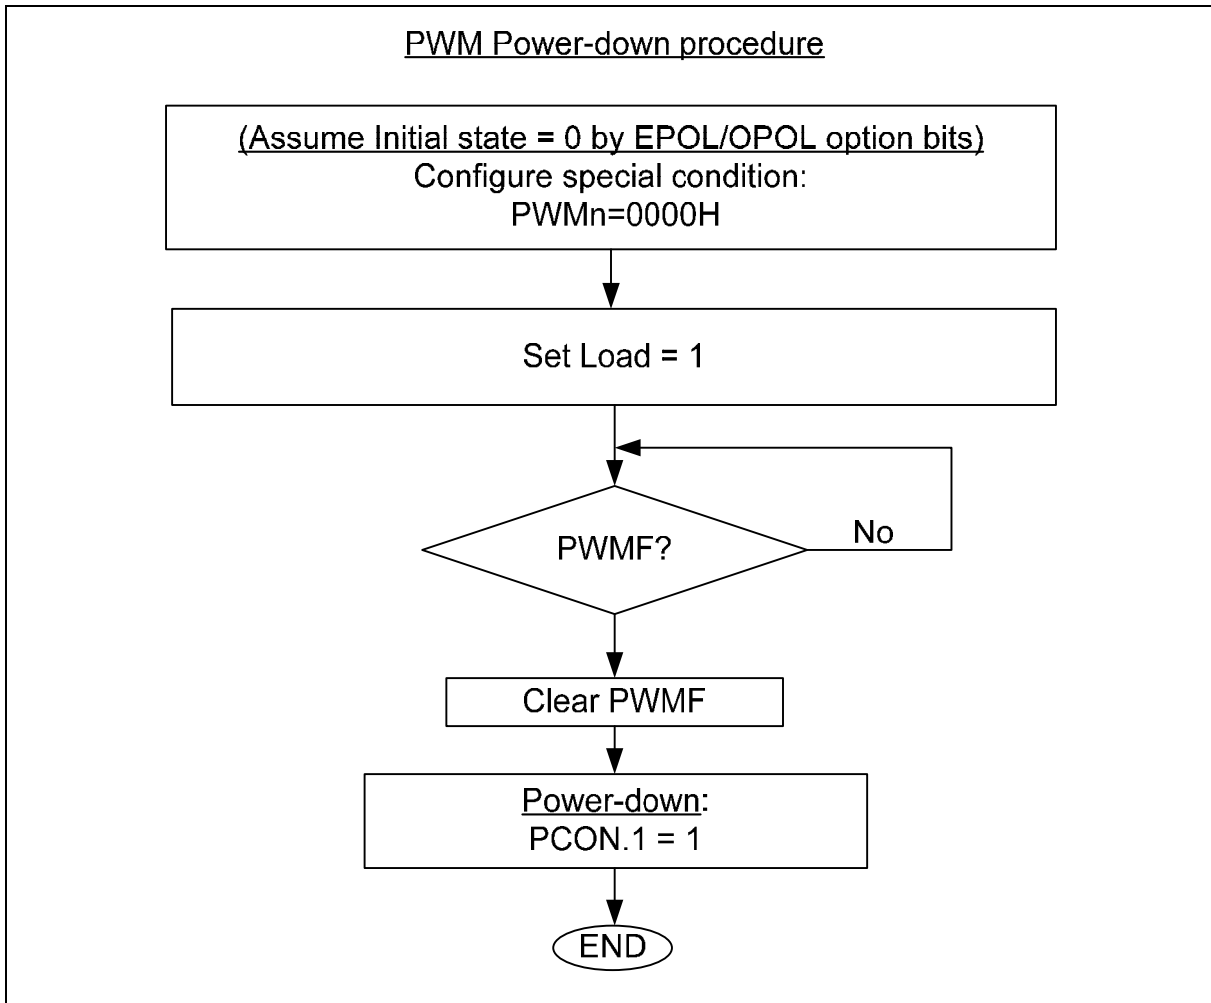 PWM Power-down procedure
(Assume Initial state = 0 by EPOL/OPOL option bits)
Configure special condition:
PWMn=0000H
Set Load = 1
PWMF?
No
Clear PWMF
Power-down:
PCON.1 = 1
END